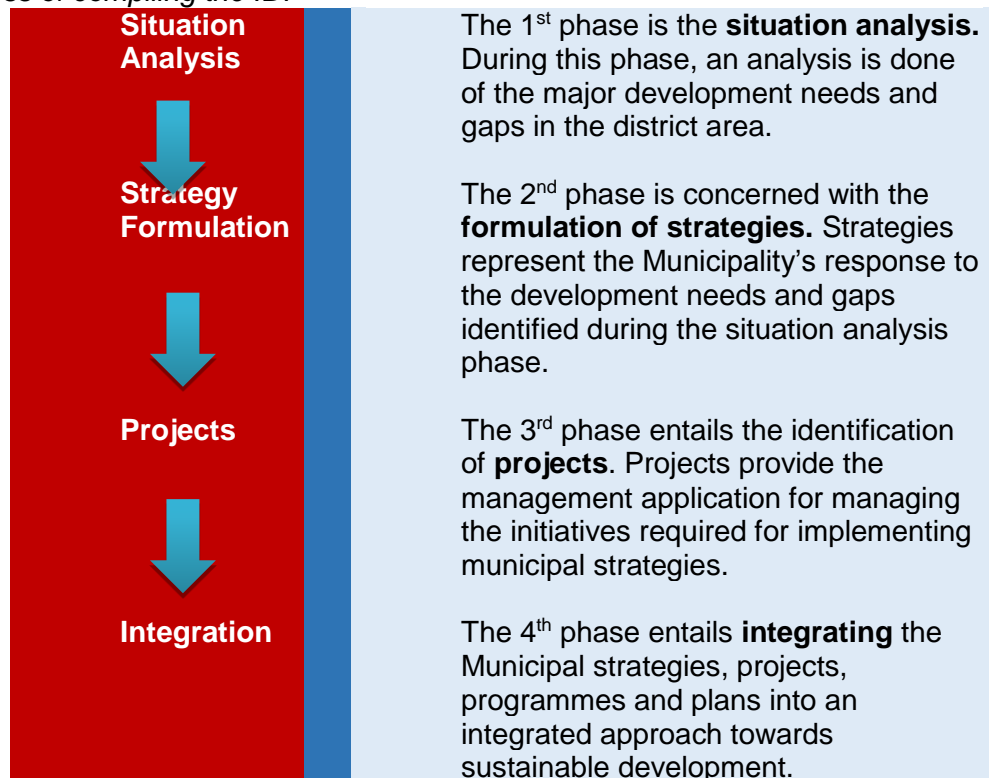 compiling the
Situation
Analysis
The 1st phase is the situation analysis.
During this phase, an analysis is done
of the major development needs and
gaps in the district area.
Strategy
Formulation
The 2nd phase is concerned with the
formulation of strategies. Strategies
represent the Municipality's response to
the development needs and gaps
identified during the situation analysis
phase.
Projects
The 3rd phase entails the identification
of projects. Projects provide the
management application for managing
the initiatives required for implementing
municipal strategies.
Integration
The 4th phase entails integrating the
Municipal strategies, projects,
programmes and plans into an
integrated approach towards
sustainable development.